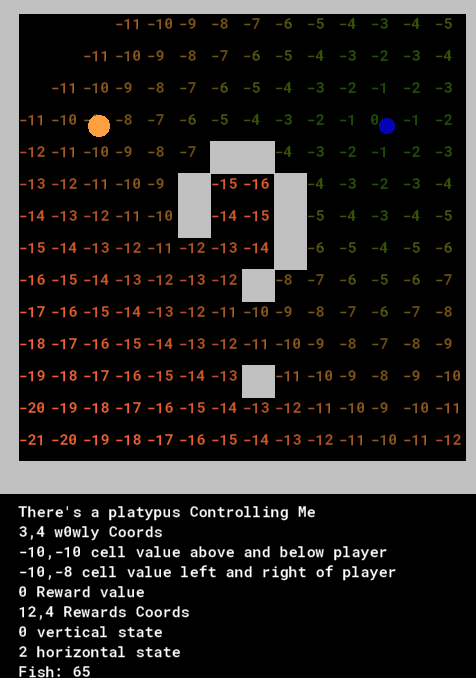 -11 -10 -9 -8 -7 -6 -5 -4 -3 -4 -5
-11 -10 -9 -8 -7 -6 -5 -4 -3 -2 -3 -4
-11 -10 -9 -8 -7 -6 -5 -4 -3 -2 -1 -2 -3
-11 -10 -8 -7 -6 -5 -4 -3 -2 -1 0 -1 -2
-12 -11 -10 -9 -8 -7 -4 -3 -2 -1 -2 -3
-13 -12 -11 -10 -9 -15 -16 -4 -3 -2 -3 -4
-14 -13 -12 -11 -10 -14 -15 -5 -4 -3 -4 -5
-15 -14 -13 -12 -11 -12 -13 -14 -6 -5 -4 -5 -6
-16 -15 -14 -13 -12 -13 -12 -8 -7 -6 -5 -6 -7
-17 -16 -15 -14 -13 -12 -11 -10 -9 -8 -7 -6 -7 -8
-18 -17 -16 -15 -14 -13 -12 -11 -10 -9 -8 -7 -8 -9
-19 -18 -17 -16 -15 -14 -13 -11 -10 -9 -8 -9 -10
-20 -19 -18 -17 -16 -15 -14 -13 -12 -11 -10 -9 -10 -11
-21 -20 -19 -18 -17 -16 -15 -14 -13 -12 -11 -10 -11 -12
There's a platypus Controlling Me
3,4 w0wly Coords
-10,-10 cell value above and below player
-10,-8 cell value left and right of player
0 Reward value
12,4 Rewards Coords
0 vertical state
2 horizontal state
Fish: 65